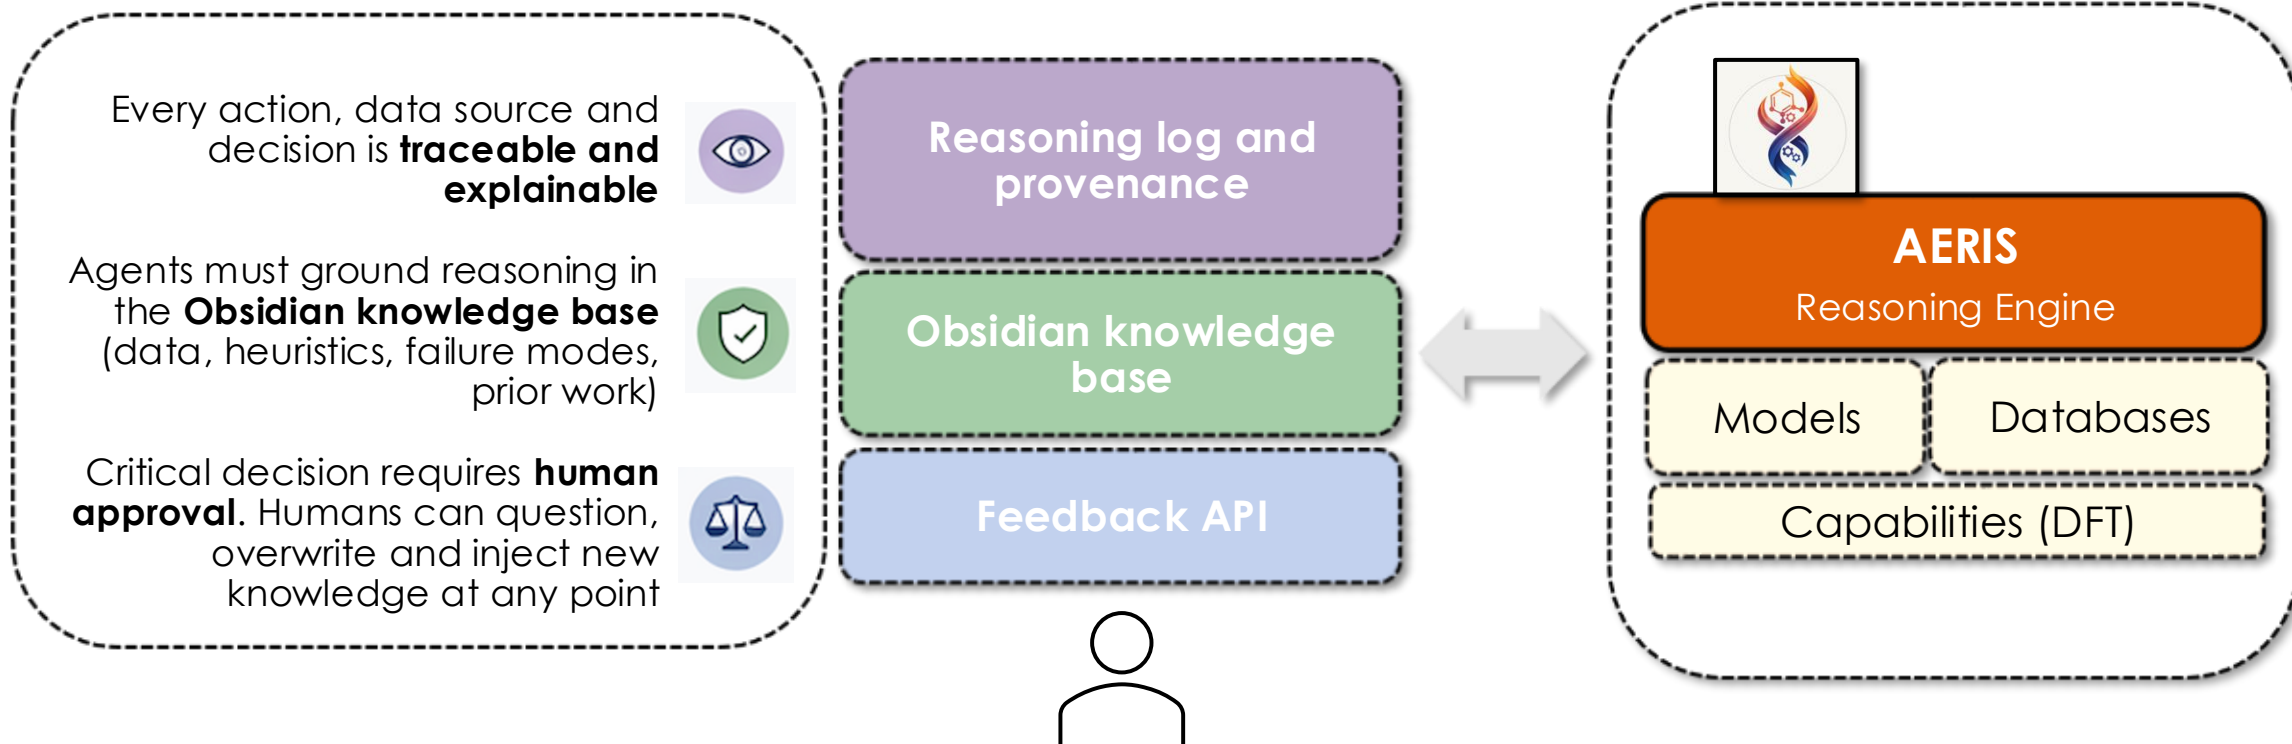 Every action, data source and
decision is traceable and
explainable
Agents must ground reasoning in
the Obsidian knowledge base
(data, heuristics, failure modes,
prior work)
Critical decision requires human
approval. Humans can question,
overwrite and inject new
knowledge at any point
Reasoning log and
provenance
Obsidian knowledge
base
Feedback API
AERIS
Reasoning Engine
Models
Databases
Capabilities (DFT)